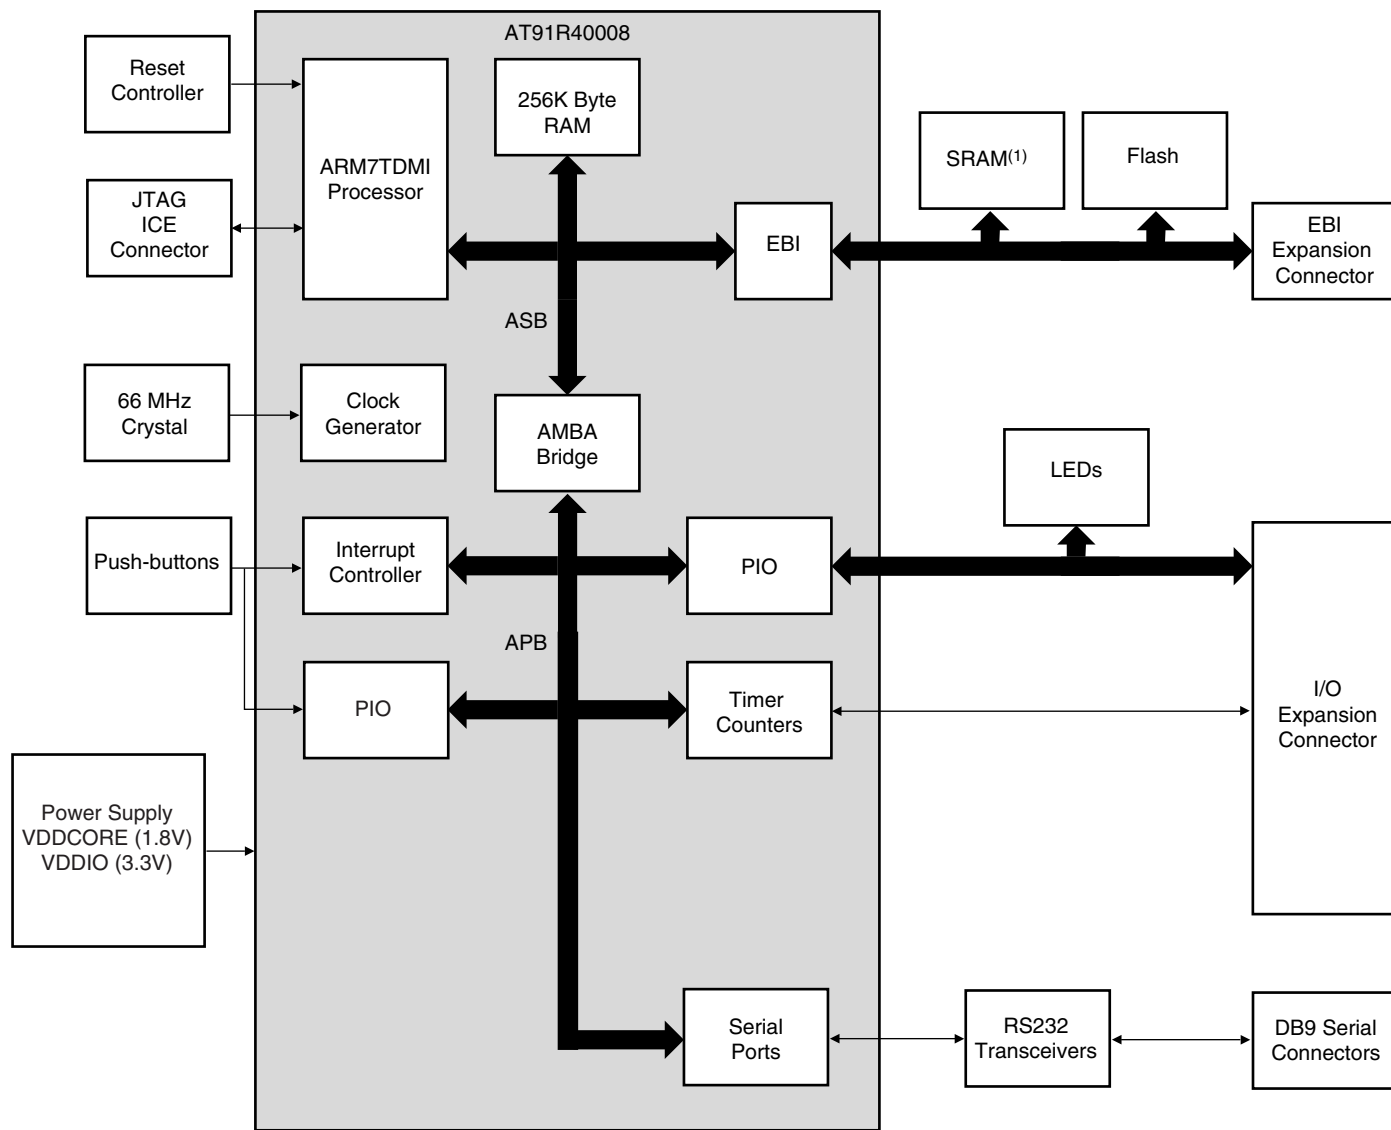 AT91R40008
Reset
Controller
256K Byte
RAM
ARM7TDMI
Processor
SRAM(1)
Flash
JTAG
ICE
Connector
EBI
EBI
Expansion
Connector
ASB
66 MHz
Crystal
Clock
Generator
AMBA
Bridge
LEDs
Push-buttons
Interrupt
Controller
PIO
APB
PIO
Timer
Counters
I/O
Expansion
Connector
Power Supply
VDDCORE (1.8V)
VDDIO (3.3V)
Serial
Ports
RS232
Transceivers
DB9 Serial
Connectors